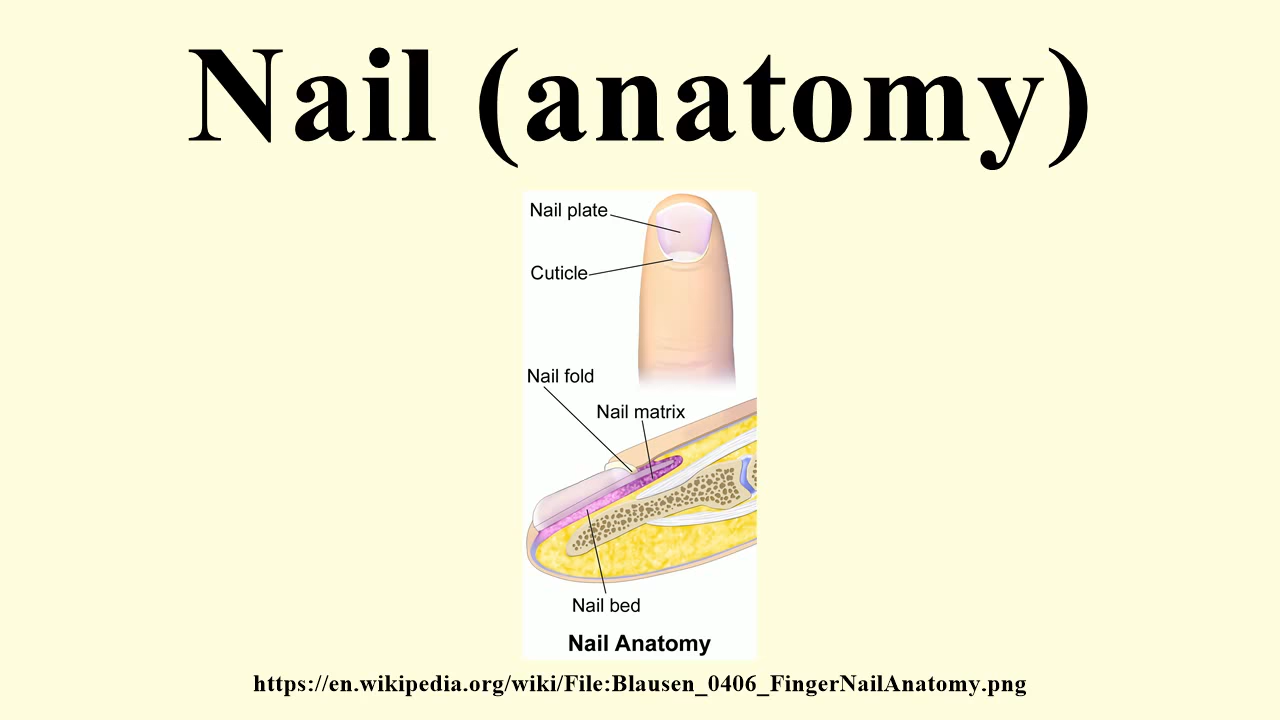 Nail (anatomy)
Nail plate
Cuticle
Nail fold
Nail matrix
Nail bed
Nail Anatomy
https://en.wikipedia.org/wiki/File:Blausen_0406_FingerNailAnatomy.png